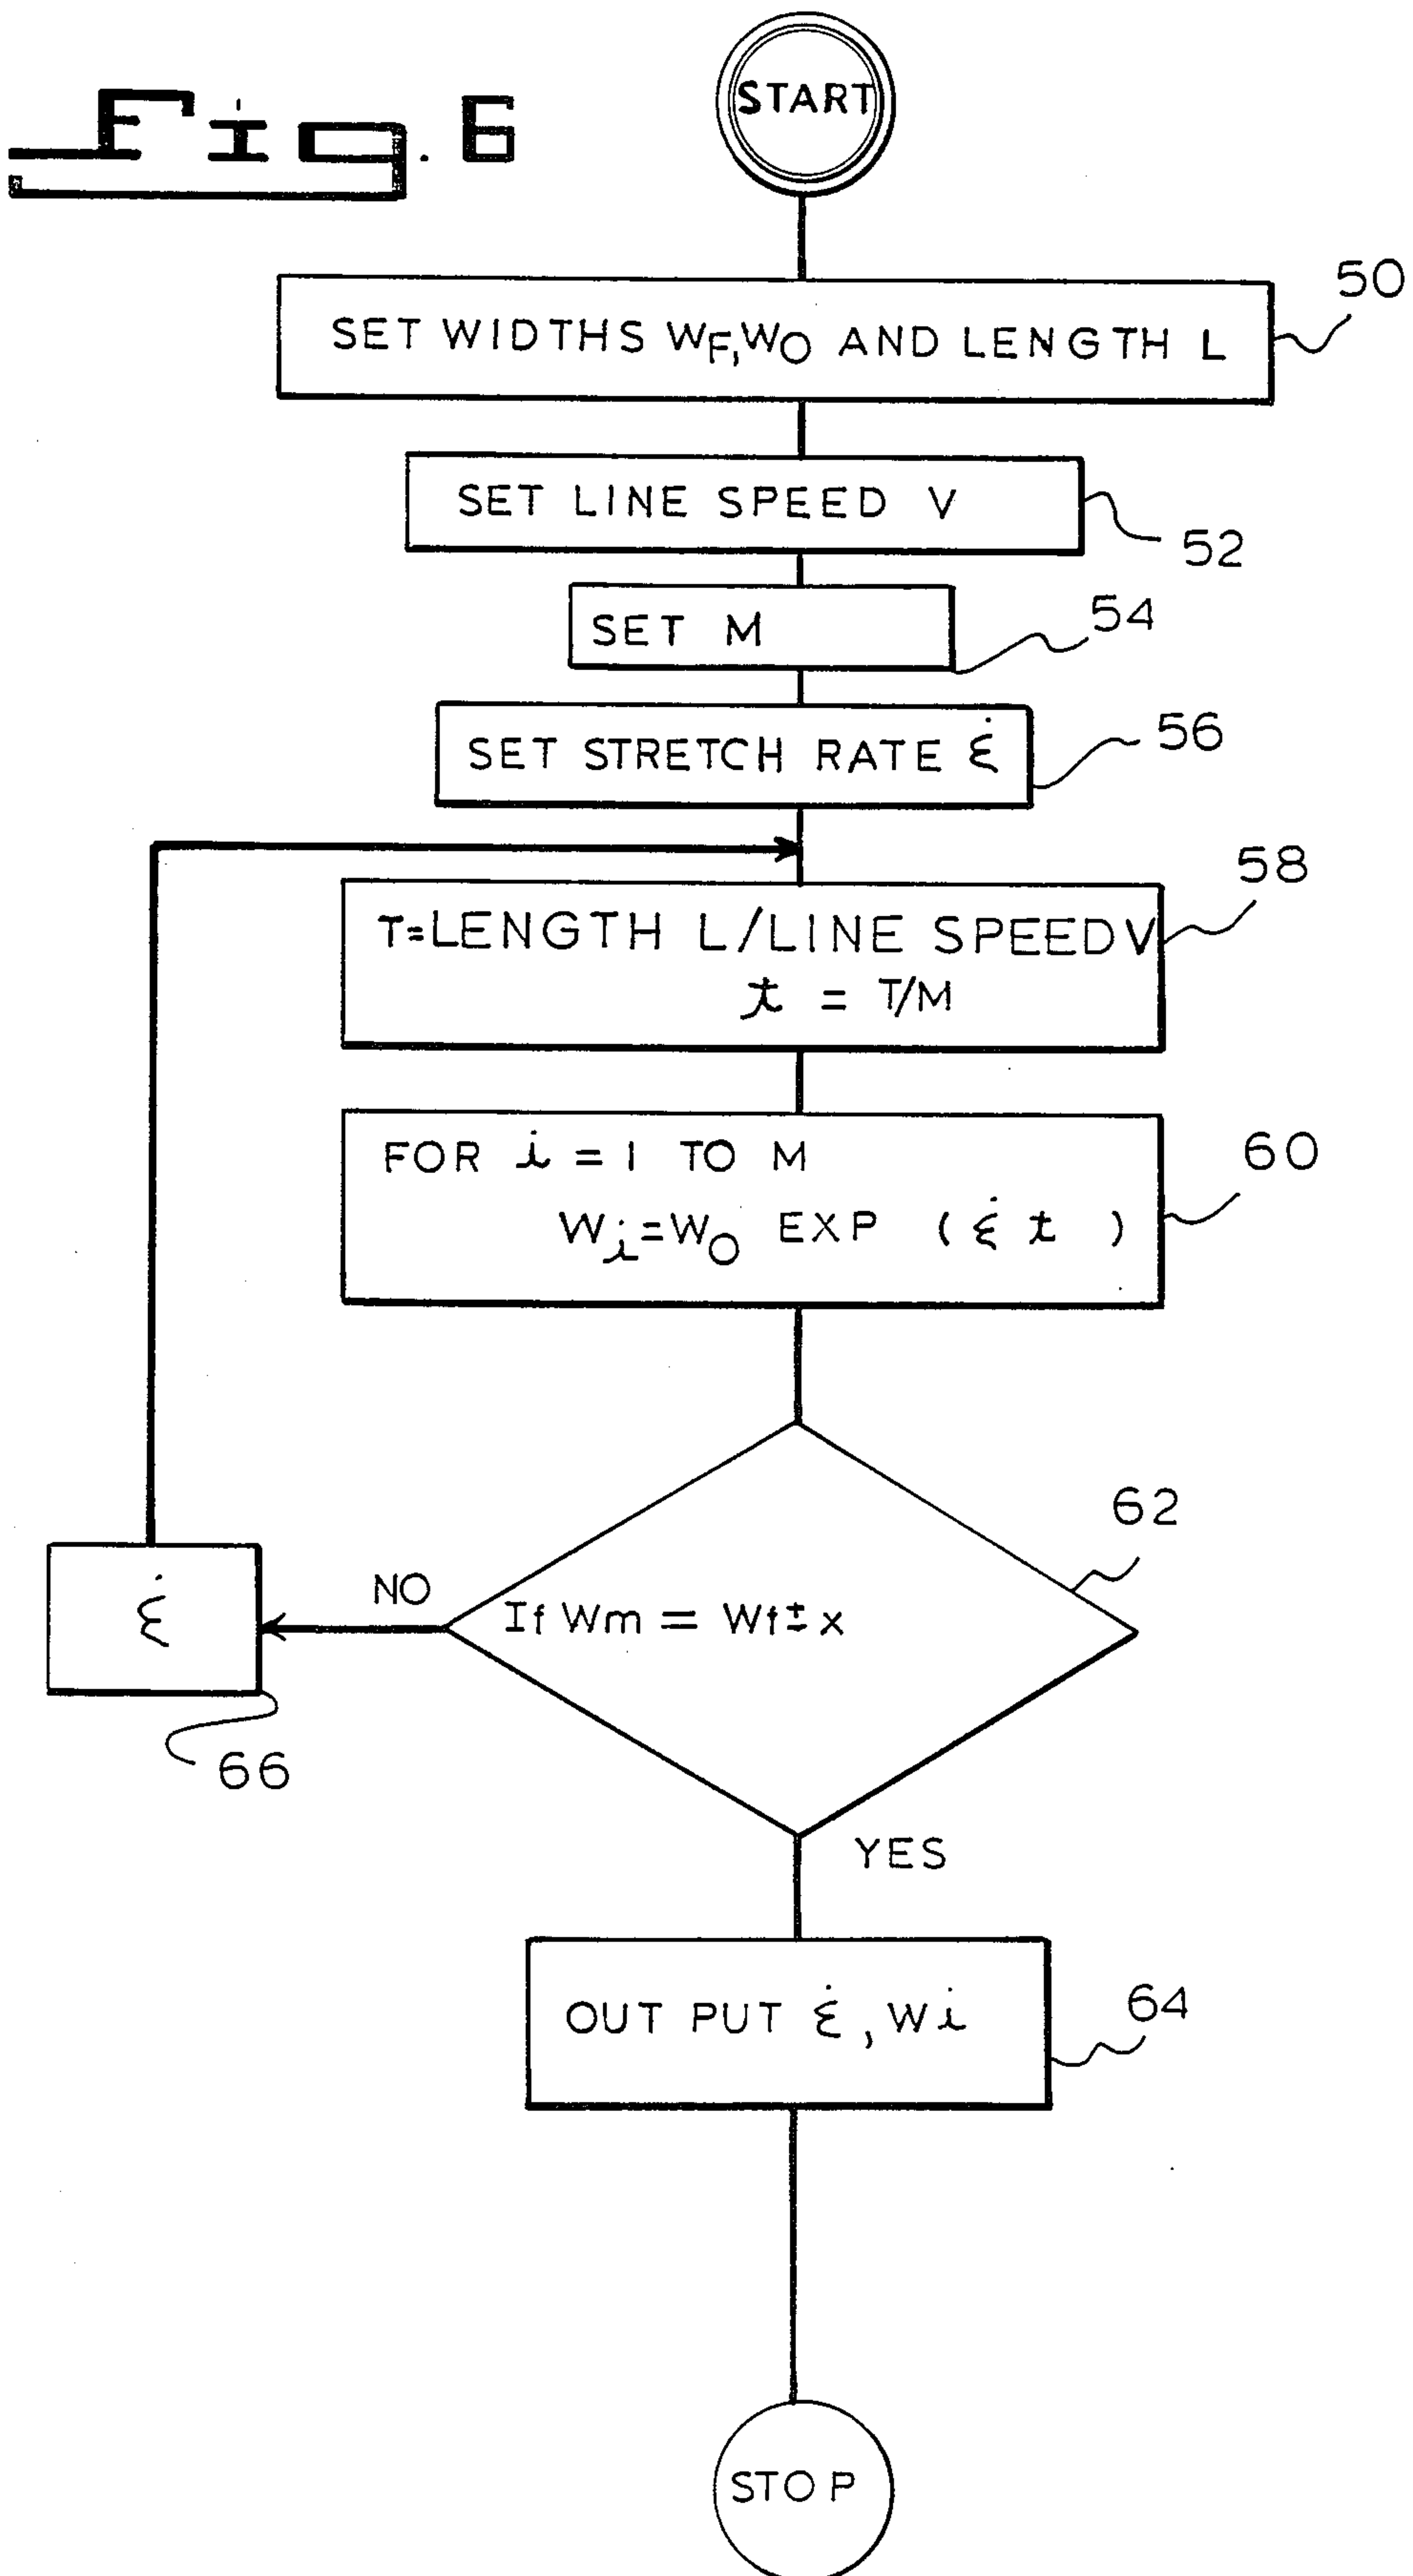 Fig. 6
START
SET WIDTHS WF, WO AND LENGTH L
50
SET LINE SPEED V
52
SET M
54
SET STRETCH RATE ε̇
56
T=LENGTH L/LINE SPEED V
t = T/M
58
FOR i = 1 TO M
Wi=WO EXP ( ε̇ t )
60
If Wm = Wf ± x
62
NO
ε̇
66
YES
OUT PUT ε̇, Wi
64
STOP